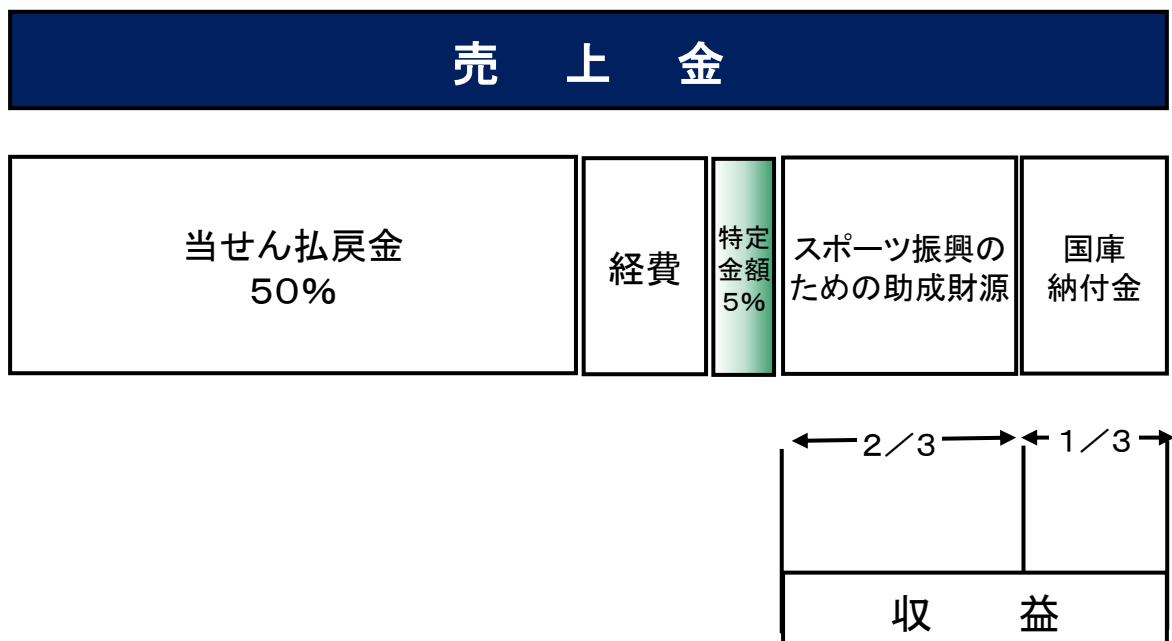 売 上 金
当せん払戻金
50%
経費
特定
金額
5%
スポーツ振興の
ための助成財源
国庫
納付金
2/3
1/3
収 益